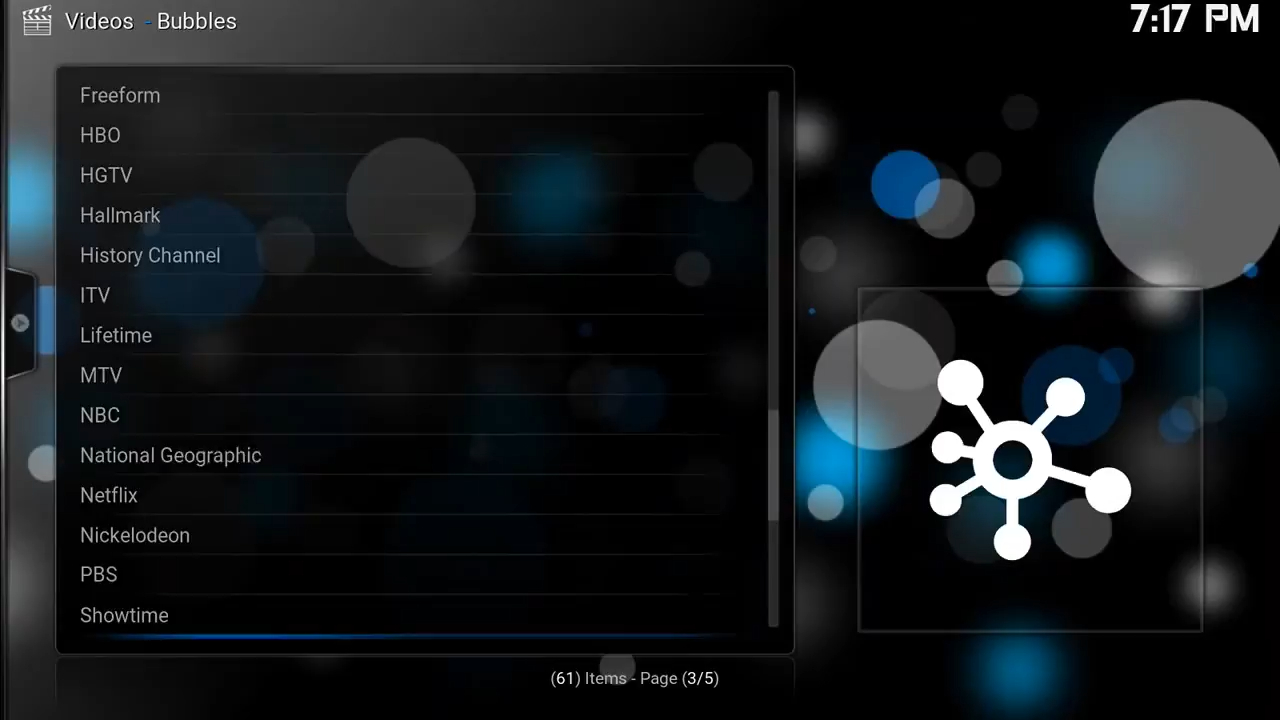 Videos - Bubbles
7:17 PM
Freeform
HBO
HGTV
Hallmark
History Channel
ITV
Lifetime
MTV
NBC
National Geographic
Netflix
Nickelodeon
PBS
Showtime
(61) Items - Page (3/5)